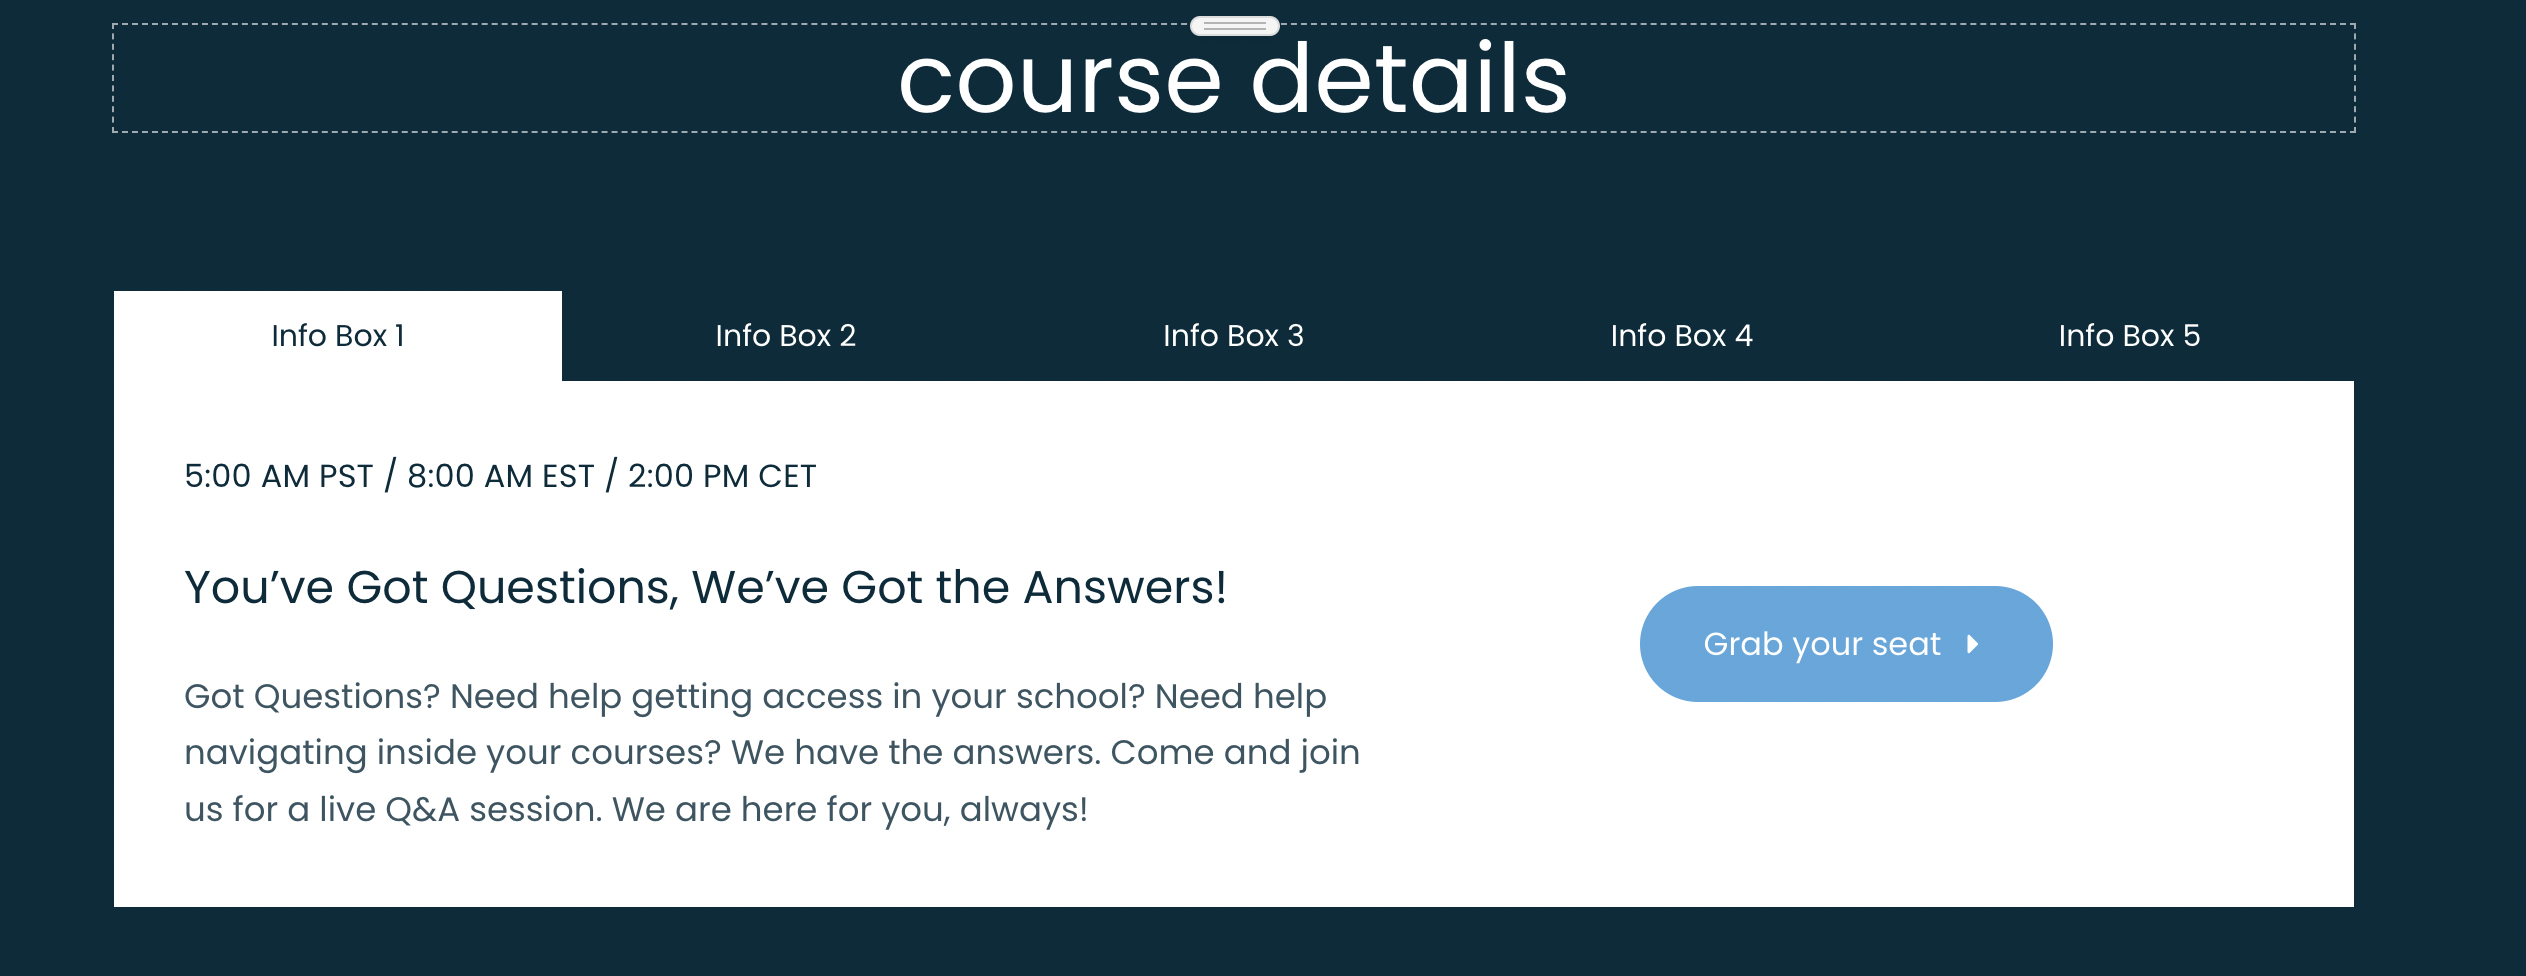 course details
Info Box 1
Info Box 2
Info Box 3
Info Box 4
Info Box 5
5:00 AM PST / 8:00 AM EST / 2:00 PM CET
You’ve Got Questions, We’ve Got the Answers!
Got Questions? Need help getting access in your school? Need help
navigating inside your courses? We have the answers. Come and join
us for a live Q&A session. We are here for you, always!
Grab your seat